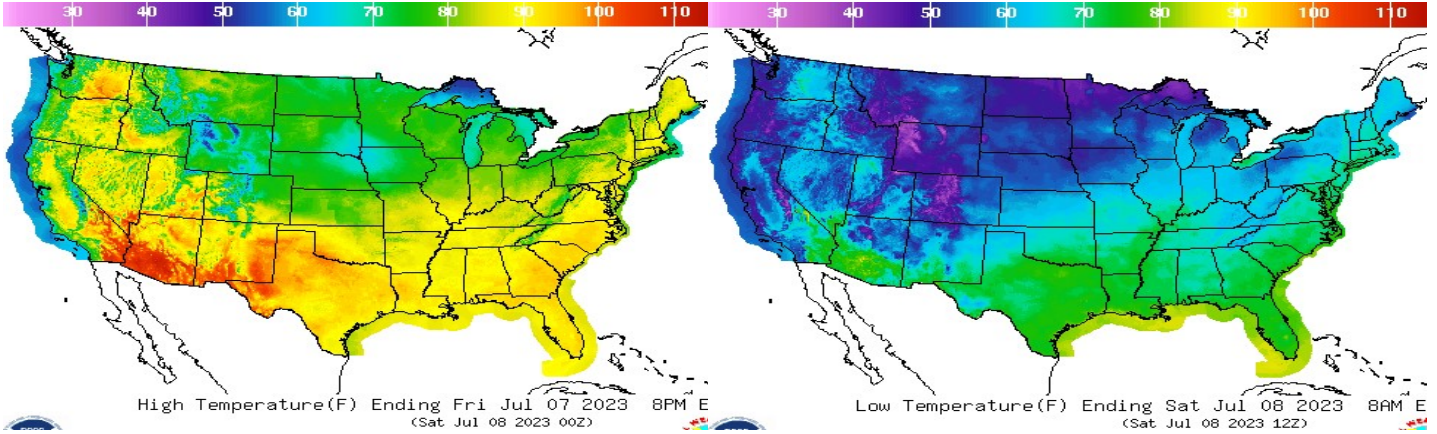 30 40 50 60 70 80 90 100 110
30 40 50 60 70 80 90 100 110
High Temperature(F) Ending Fri Jul 07 2023 8PM E
(Sat Jul 08 2023 00Z)
Low Temperature(F) Ending Sat Jul 08 2023 8AM E
(Sat Jul 08 2023 12Z)